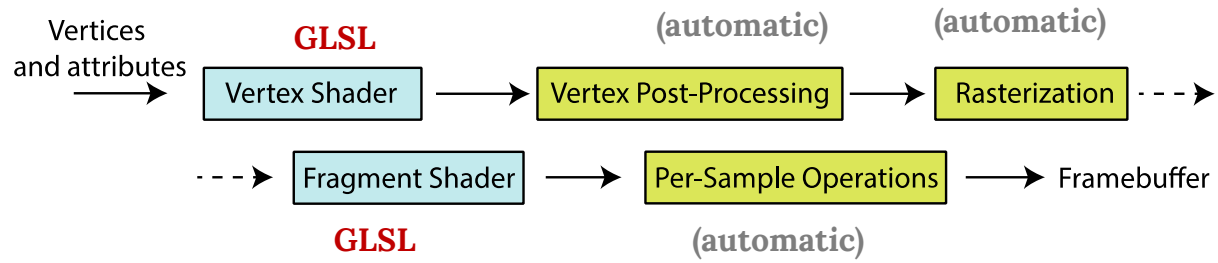 Vertices
and attributes
GLSL
(automatic)
(automatic)
Vertex Shader
Vertex Post-Processing
Rasterization
Fragment Shader
Per-Sample Operations
Framebuffer
GLSL
(automatic)